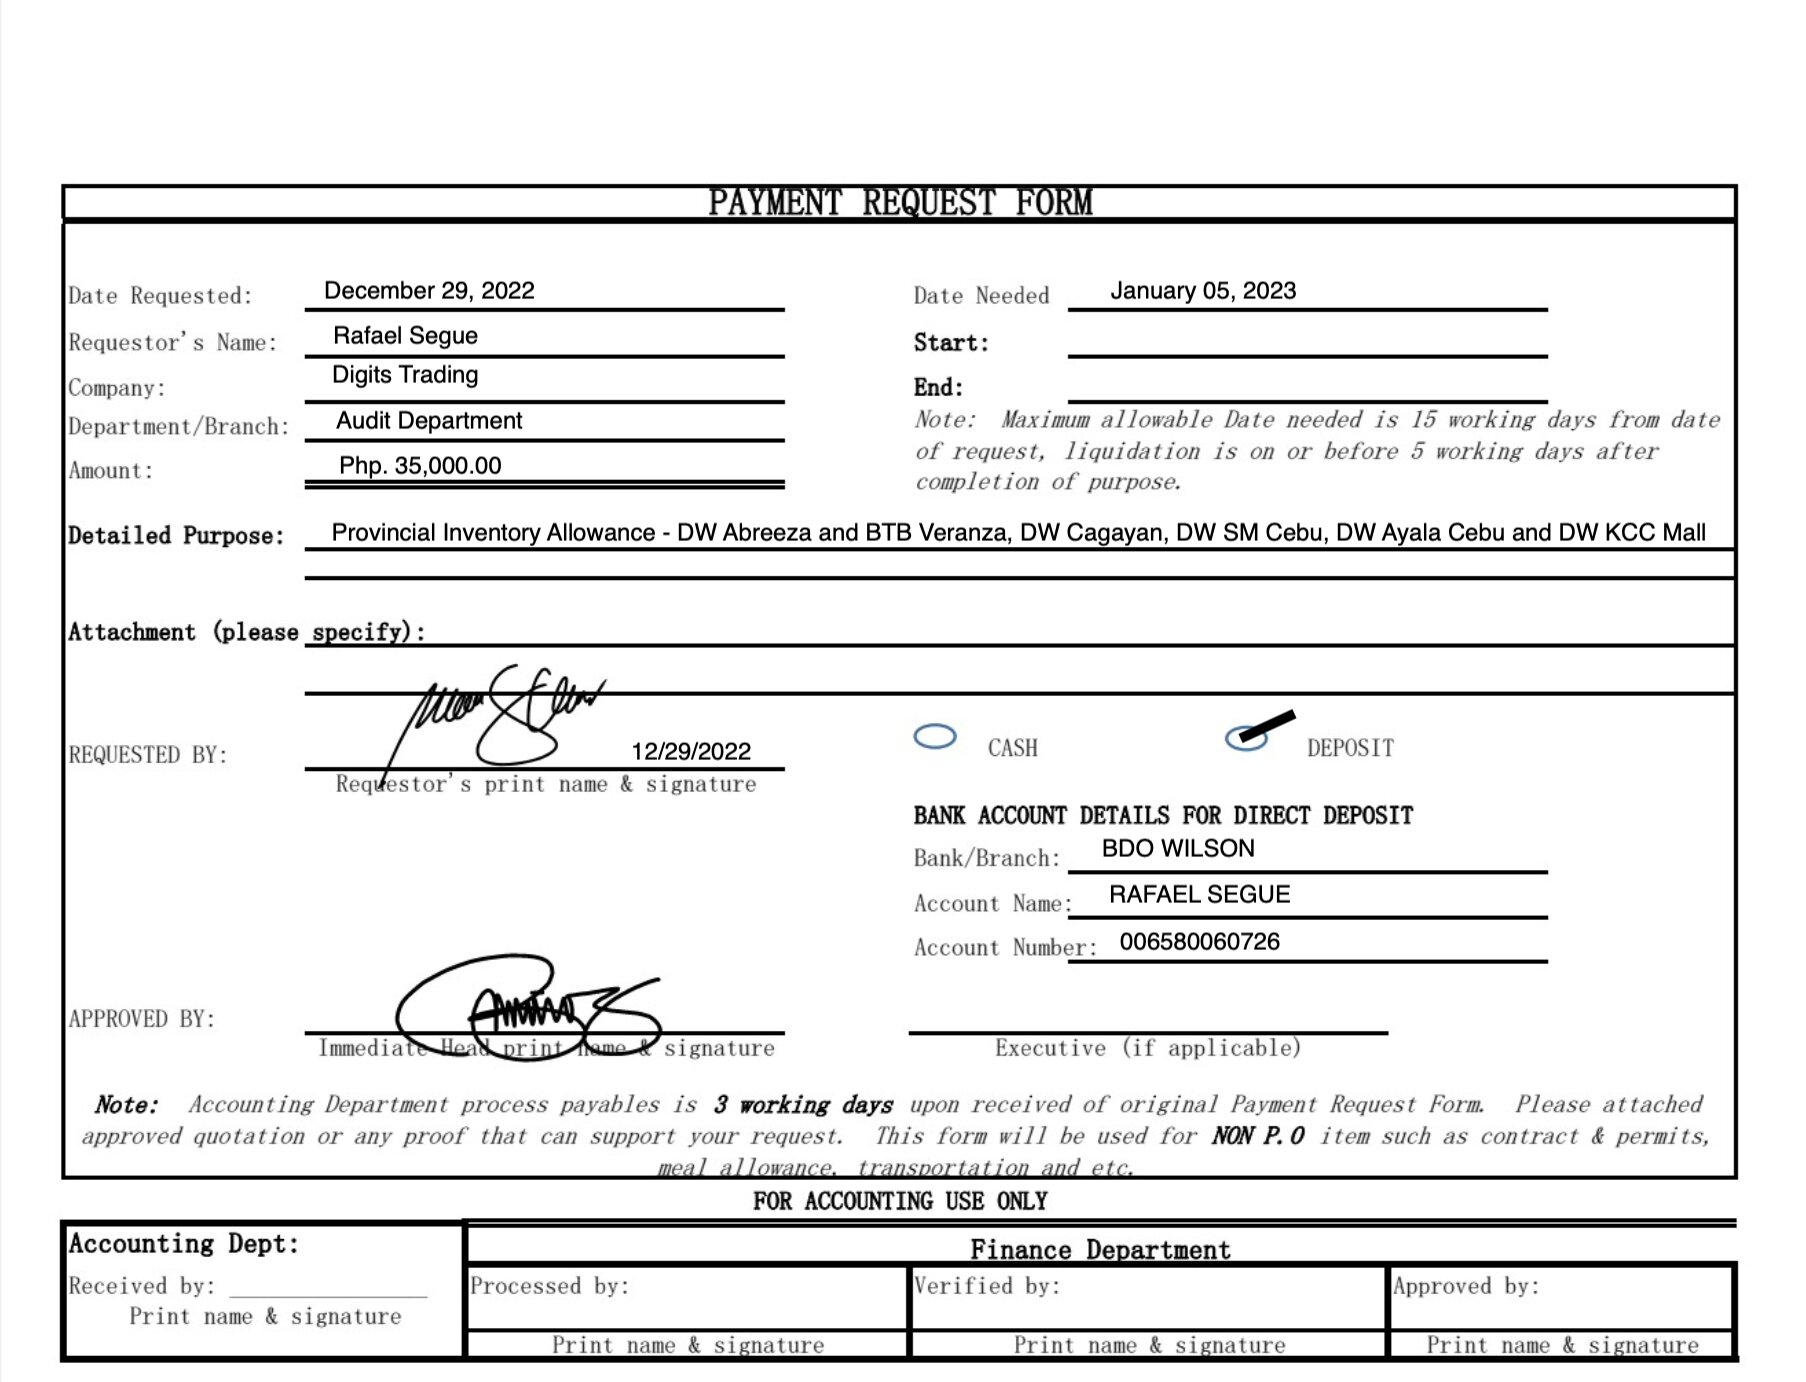 PAYMENT REQUEST FORM
Date Requested: December 29, 2022 Date Needed January 05, 2023
Requestor's Name: Rafael Segue Start:
Company: Digits Trading End:
Department/Branch: Audit Department Note: Maximum allowable Date needed is 15 working days from date
of request, liquidation is on or before 5 working days after
Amount: Php. 35,000.00
completion of purpose.
Detailed Purpose: Provincial Inventory Allowance - DW Abreeza and BTB Veranza, DW Cagayan, DW SM Cebu, DW Ayala Cebu and DW KCC Mall
Attachment (please specify):
REQUESTED BY: 12/29/2022 CASH DEPOSIT
Requestor's print name & signature
BANK ACCOUNT DETAILS FOR DIRECT DEPOSIT
Bank/Branch: BDO WILSON
Account Name: RAFAEL SEGUE
Account Number: 006580060726
APPROVED BY:
Immediate Head print name & signature Executive (if applicable)
Note: Accounting Department process payables is 3 working days upon received of original Payment Request Form. Please attached
approved quotation or any proof that can support your request. This form will be used for NON P.O item such as contract & permits,
meal allowance, transportation and etc.
FOR ACCOUNTING USE ONLY
Accounting Dept: Finance Department
Received by: Processed by: Verified by: Approved by:
Print name & signature
Print name & signature Print name & signature Print name & signature